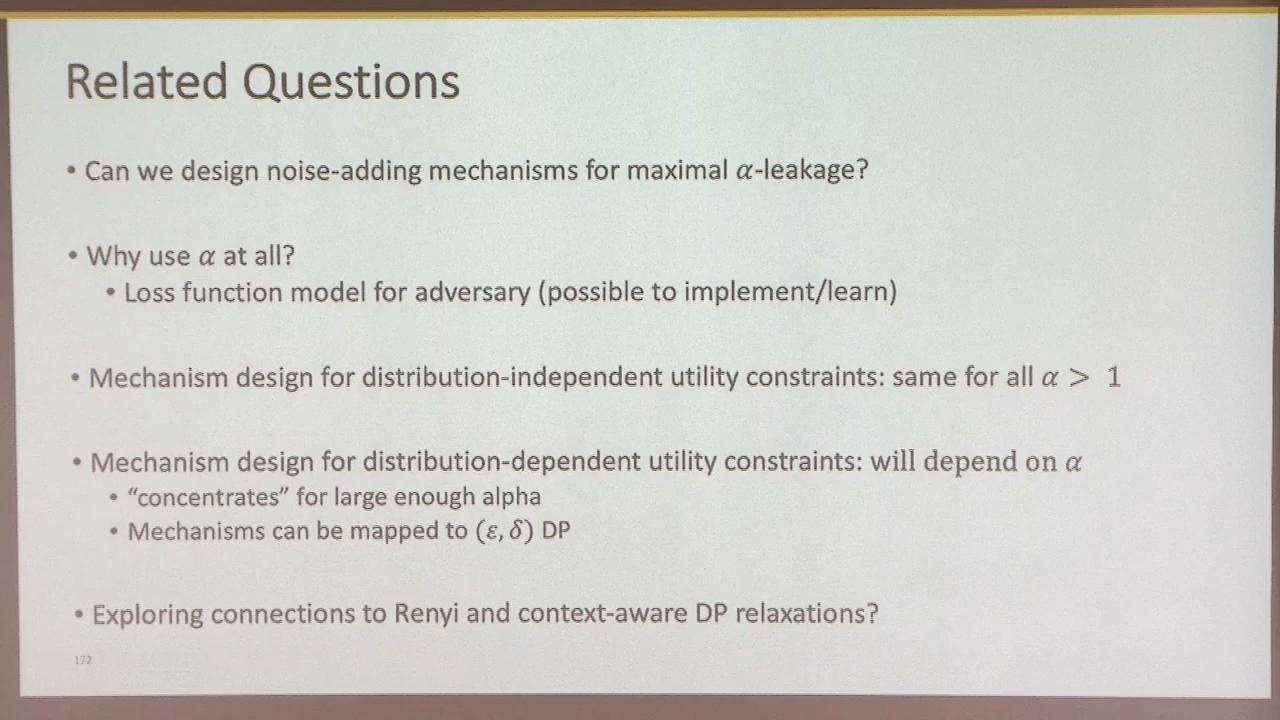 Related Questions
• Can we design noise-adding mechanisms for maximal α-leakage?
• Why use α at all?
• Loss function model for adversary (possible to implement/learn)
• Mechanism design for distribution-independent utility constraints: same for all α > 1
• Mechanism design for distribution-dependent utility constraints: will depend on α
• “concentrates” for large enough alpha
• Mechanisms can be mapped to (ε, δ) DP
• Exploring connections to Renyi and context-aware DP relaxations?
172